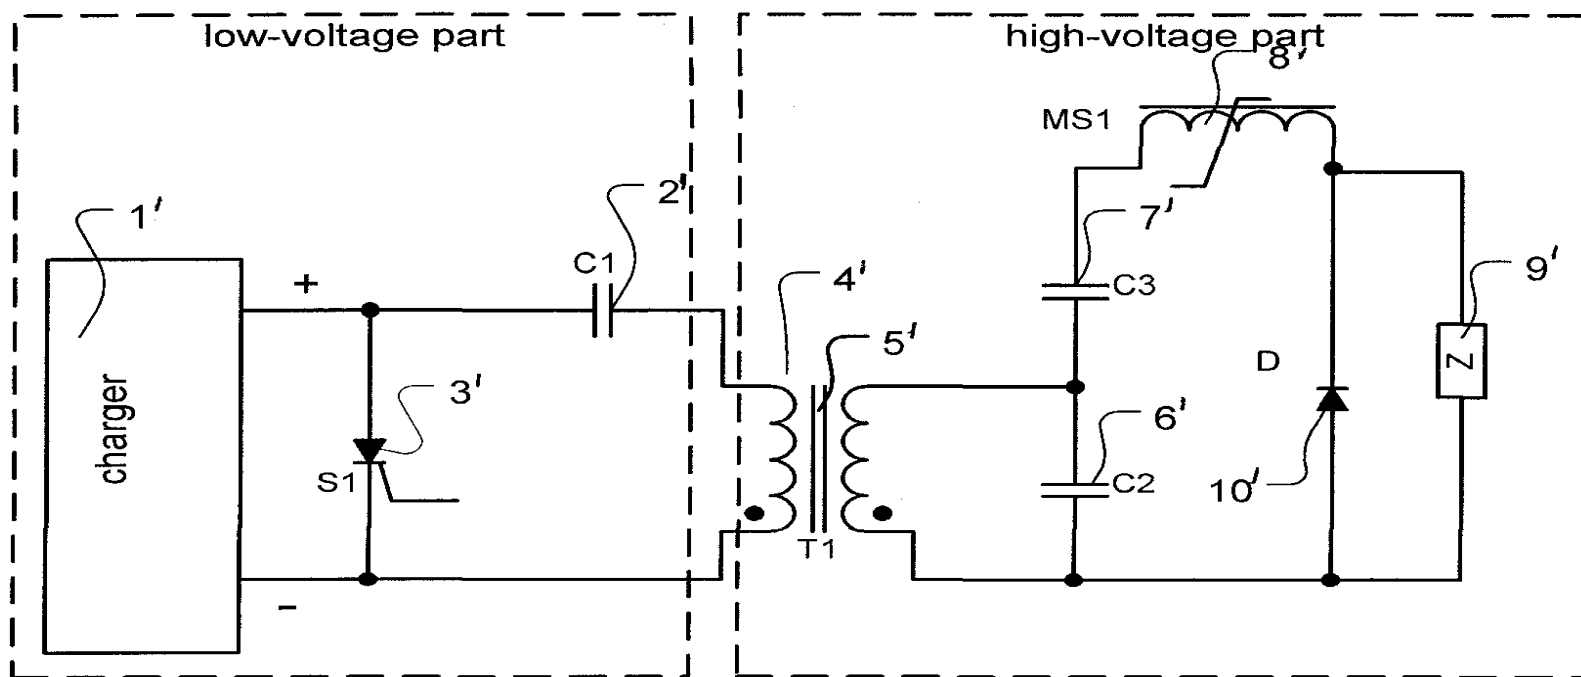 low-voltage part
high-voltage part
8'
MS1
2'
1'
7'
C1
4'
9'
+
C3
5'
Z
D
3'
charger
6'
S1
C2
10'
T1
-